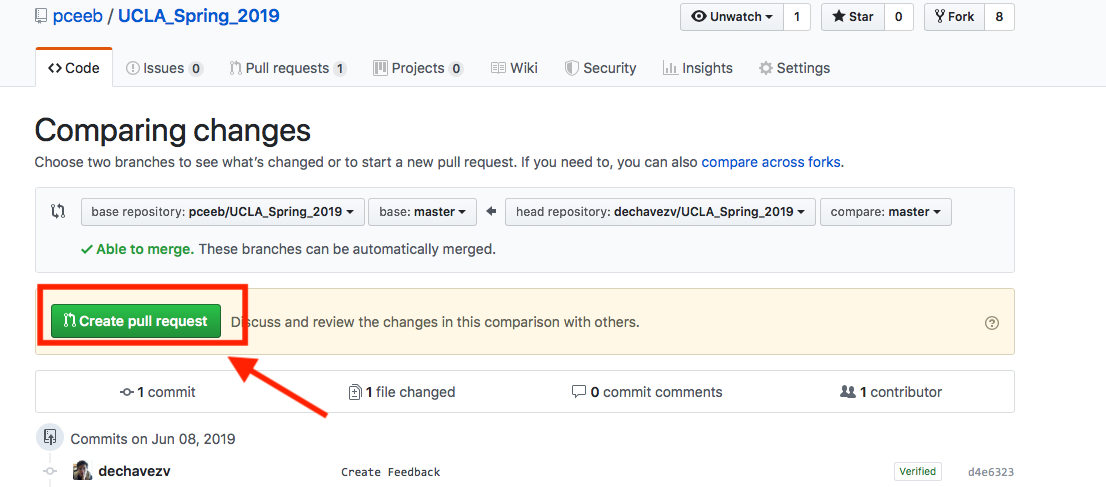 pceeb / UCLA_Spring_2019
Unwatch 1 Star 0 Fork 8
Code Issues 0 Pull requests 1 Projects 0 Wiki Security Insights Settings
Comparing changes
Choose two branches to see what's changed or to start a new pull request. If you need to, you can also compare across forks.
base repository: pceeb/UCLA_Spring_2019 base: master head repository: dechavezv/UCLA_Spring_2019 compare: master
Able to merge. These branches can be automatically merged.
Create pull request Discuss and review the changes in this comparison with others.
1 commit 1 file changed 0 commit comments 1 contributor
Commits on Jun 08, 2019
dechavezv Create Feedback Verified d4e6323